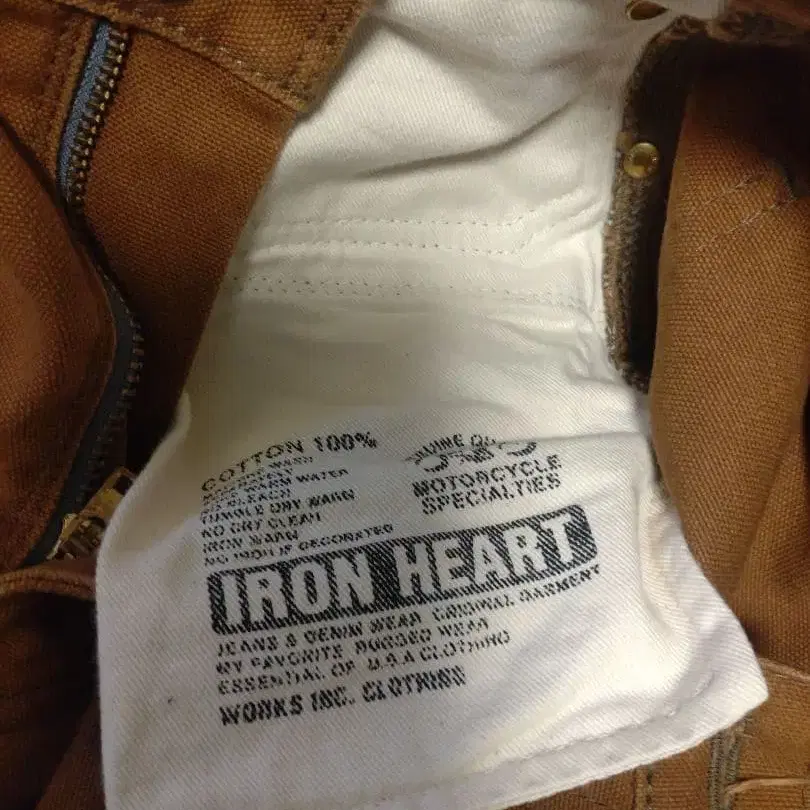 COTTON 100%
WARM WATER
NO BLEACH
TUMBLE DRY WARM
NO DRY CLEAN
IRON WARM
NO IRON IF DECORATED
MOTORCYCLE
SPECIALTIES
IRON HEART
JEANS & DENIM WEAR ORIGINAL GARMENT
MY FAVORITE RUGGED WEAR
ESSENTIAL OF U.S.A CLOTHING
WORKS INC. CLOTHING